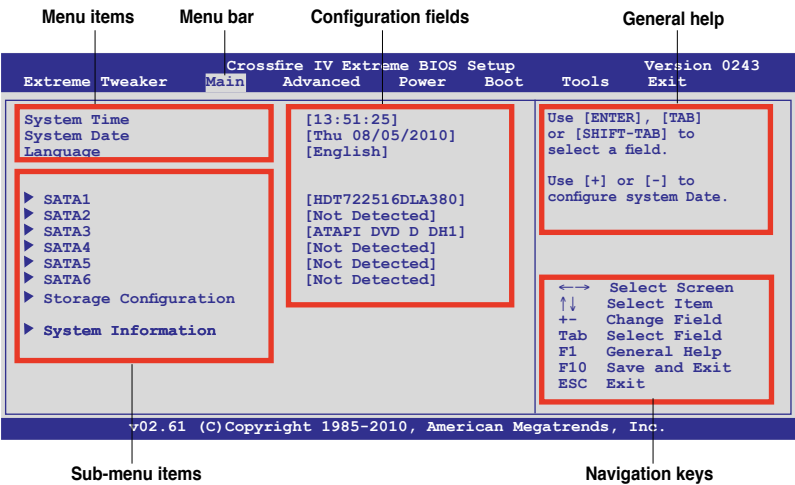 Menu items Menu bar Configuration fields General help
Crossfire IV Extreme BIOS Setup Version 0243
Extreme Tweaker Main Advanced Power Boot Tools Exit
System Time [13:51:25]
System Date [Thu 08/05/2010]
Language [English]
Use [ENTER], [TAB]
or [SHIFT-TAB] to
select a field.
Use [+] or [-] to
configure system Date.
▶ SATA1 [HDT722516DLA380]
▶ SATA2 [Not Detected]
▶ SATA3 [ATAPI DVD D DH1]
▶ SATA4 [Not Detected]
▶ SATA5 [Not Detected]
▶ SATA6 [Not Detected]
▶ Storage Configuration
▶ System Information
←→ Select Screen
↑↓ Select Item
+- Change Field
Tab Select Field
F1 General Help
F10 Save and Exit
ESC Exit
v02.61 (C)Copyright 1985-2010, American Megatrends, Inc.
Sub-menu items Navigation keys